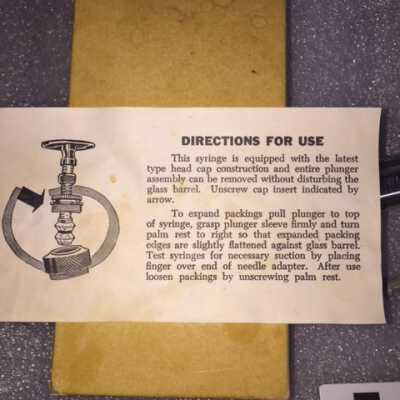 DIRECTIONS FOR USE
This syringe is equipped with the latest
type head cap construction and entire plunger
assembly can be removed without disturbing the
glass barrel. Unscrew cap insert indicated by
arrow.
To expand packings pull plunger to top
of syringe, grasp plunger sleeve firmly and turn
palm rest to right so that expanded packing
edges are slightly flattened against glass barrel.
Test syringes for necessary suction by placing
finger over end of needle adapter. After use
loosen packings by unscrewing palm rest.